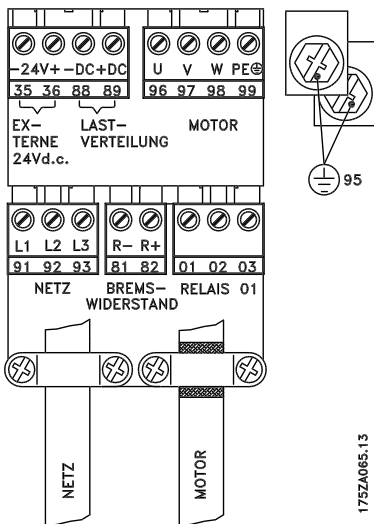 -24V+ -DC+DC
35 36 88 89
EX-
TERNE
24Vd.c.
LAST-
VERTEILUNG
U V W PE
96 97 98 99
MOTOR
95
L1 L2 L3
91 92 93
NETZ
R- R+
81 82
BREMS-
WIDERSTAND
01 02 03
RELAIS 01
NETZ
MOTOR
175ZA065.13